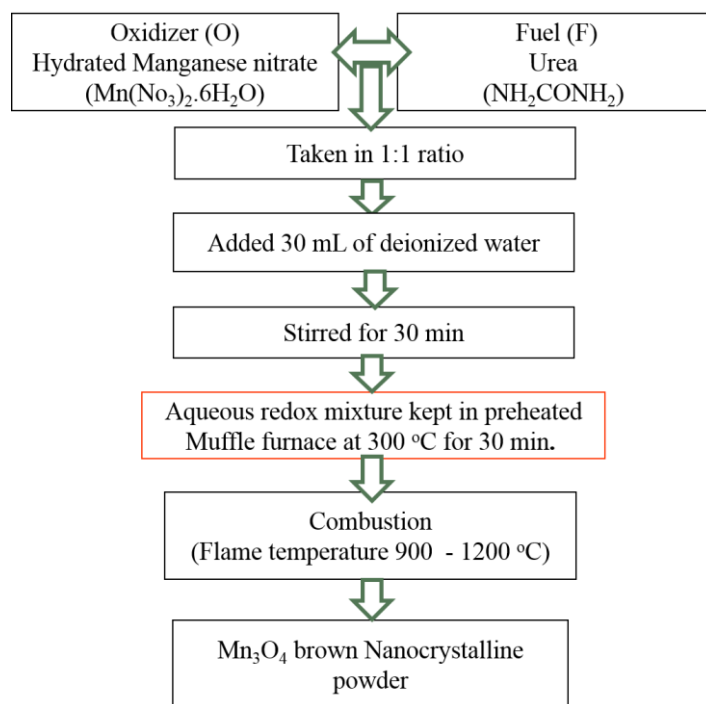 Oxidizer (O)
Hydrated Manganese nitrate
(Mn(No₃)₂.6H₂O)
Fuel (F)
Urea
(NH₂CONH₂)
Taken in 1:1 ratio
Added 30 mL of deionized water
Stirred for 30 min
Aqueous redox mixture kept in preheated
Muffle furnace at 300 ᵒC for 30 min.
Combustion
(Flame temperature 900 - 1200 ᵒC)
Mn₃O₄ brown Nanocrystalline
powder